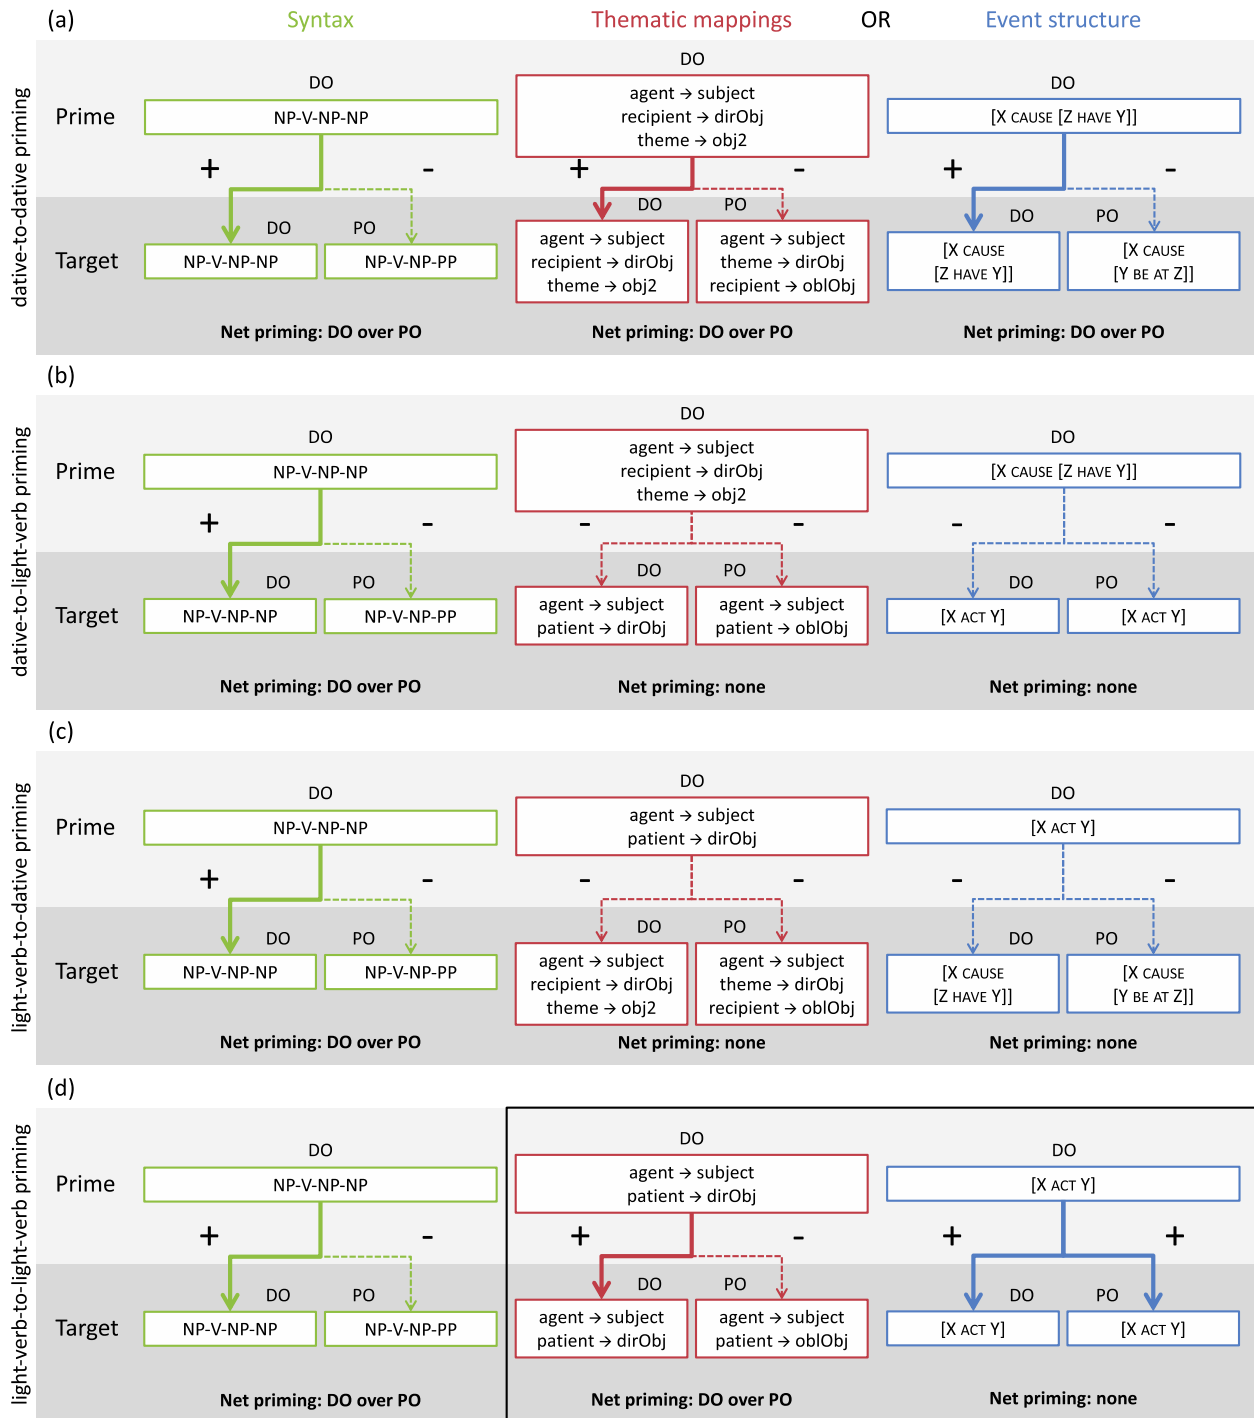 (a)
Syntax
Thematic mappings
OR
Event structure
dative-to-dative priming
Prime
DO
NP-V-NP-NP
DO
agent → subject
recipient → dirObj
theme → obj2
DO
[X CAUSE [Z HAVE Y]]
+
-
+
-
+
-
Target
DO
PO
NP-V-NP-NP
NP-V-NP-PP
DO
PO
agent → subject
recipient → dirObj
theme → obj2
agent → subject
theme → dirObj
recipient → oblObj
DO
PO
[X CAUSE
[Z HAVE Y]]
[X CAUSE
[Y BE AT Z]]
Net priming: DO over PO
Net priming: DO over PO
Net priming: DO over PO
(b)
dative-to-light-verb priming
Prime
DO
NP-V-NP-NP
DO
agent → subject
recipient → dirObj
theme → obj2
DO
[X CAUSE [Z HAVE Y]]
+
-
-
-
-
-
Target
DO
PO
NP-V-NP-NP
NP-V-NP-PP
DO
PO
agent → subject
patient → dirObj
agent → subject
patient → oblObj
DO
PO
[X ACT Y]
[X ACT Y]
Net priming: DO over PO
Net priming: none
Net priming: none
(c)
light-verb-to-dative priming
Prime
DO
NP-V-NP-NP
DO
agent → subject
patient → dirObj
DO
[X ACT Y]
+
-
-
-
-
-
Target
DO
PO
NP-V-NP-NP
NP-V-NP-PP
DO
PO
agent → subject
recipient → dirObj
theme → obj2
agent → subject
theme → dirObj
recipient → oblObj
DO
PO
[X CAUSE
[Z HAVE Y]]
[X CAUSE
[Y BE AT Z]]
Net priming: DO over PO
Net priming: none
Net priming: none
(d)
light-verb-to-light-verb priming
Prime
DO
NP-V-NP-NP
DO
agent → subject
patient → dirObj
DO
[X ACT Y]
+
-
+
-
+
+
Target
DO
PO
NP-V-NP-NP
NP-V-NP-PP
DO
PO
agent → subject
patient → dirObj
agent → subject
patient → oblObj
DO
PO
[X ACT Y]
[X ACT Y]
Net priming: DO over PO
Net priming: DO over PO
Net priming: none